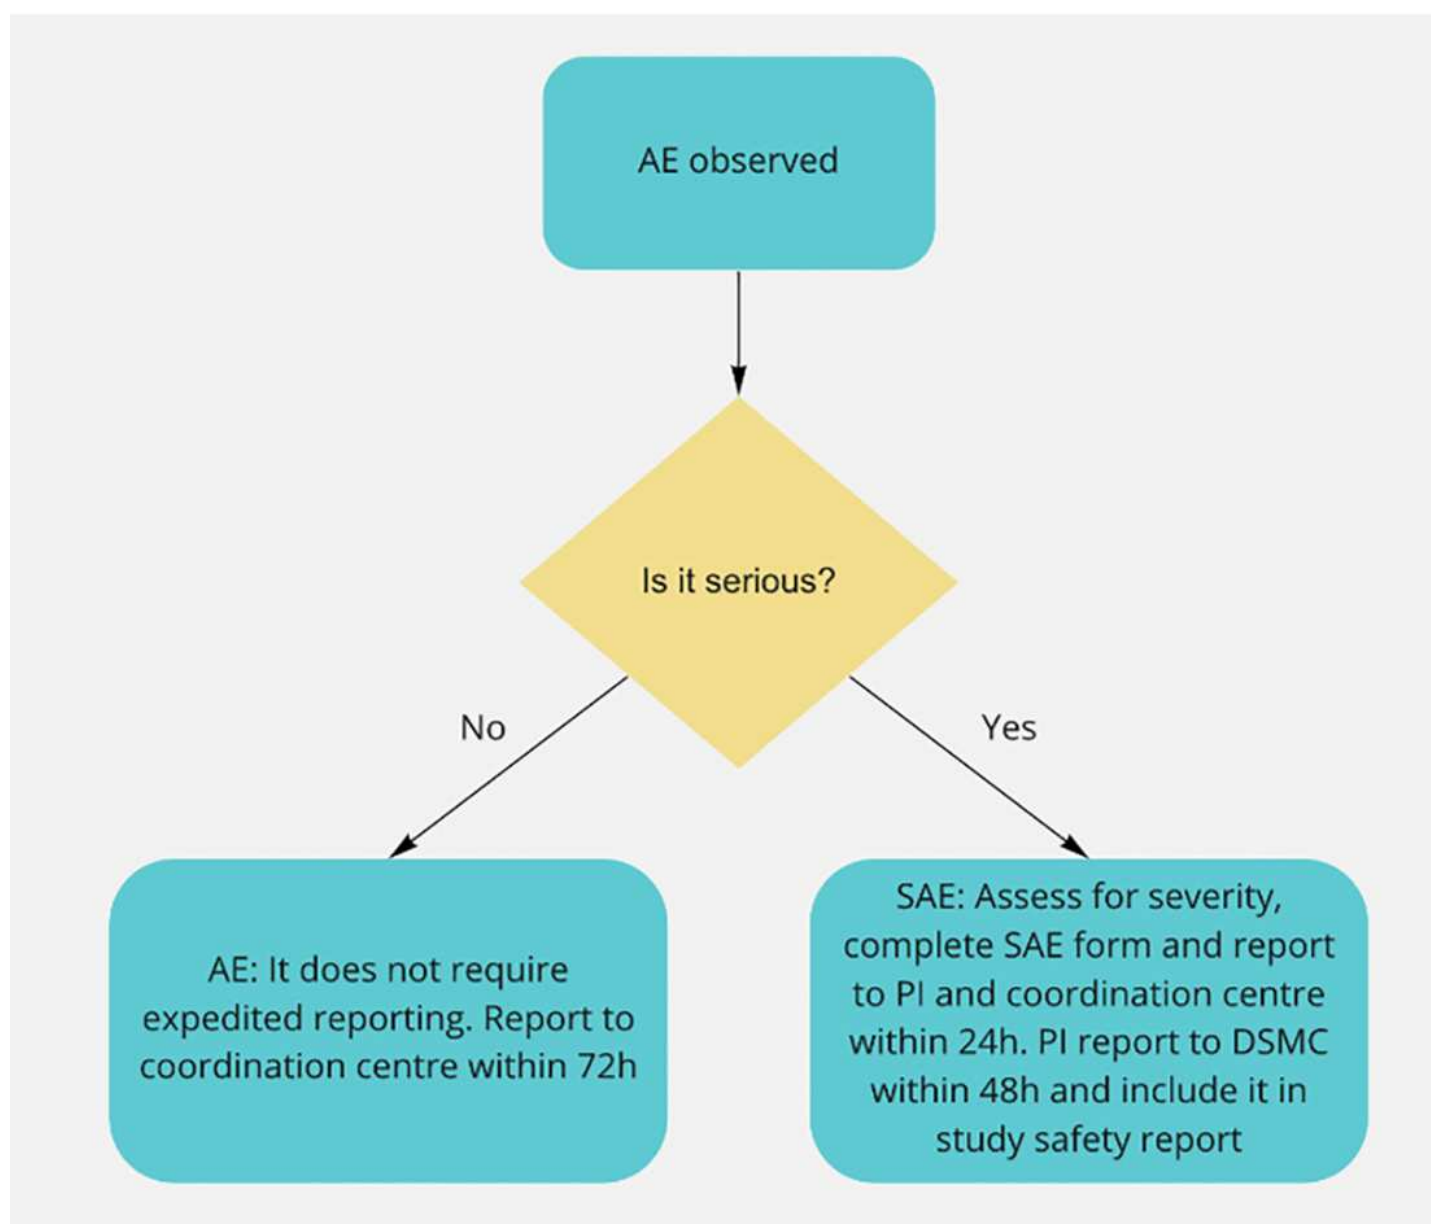 AE observed
Is it serious?
No
Yes
AE: It does not require
expedited reporting. Report to
coordination centre within 72h
SAE: Assess for severity,
complete SAE form and report
to PI and coordination centre
within 24h. PI report to DSMC
within 48h and include it in
study safety report